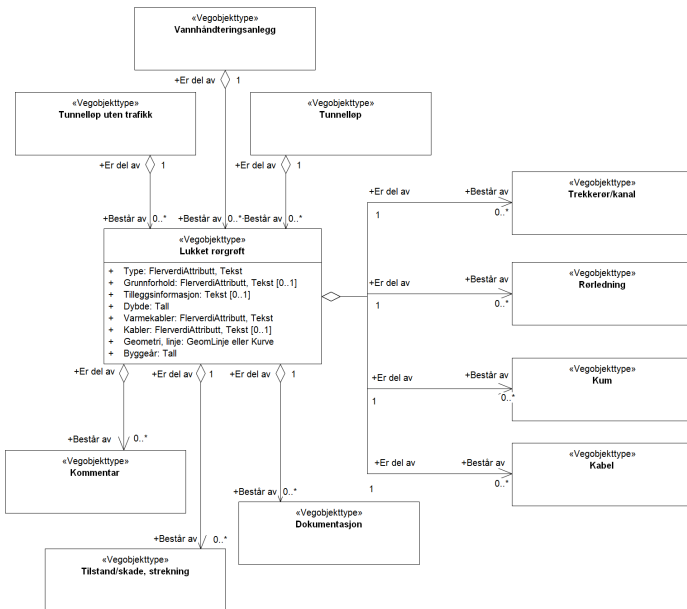 «Vegobjekttype»
Vannhåndteringsanlegg
+Er del av 1
«Vegobjekttype»
Tunnelløp uten trafikk
«Vegobjekttype»
Tunnelløp
+Er del av 1
+Er del av 1
+Består av 0..*
+Består av 0..*
+Består av 0..*
«Vegobjekttype»
Lukket rørgrøft
+ Type: FlerverdiAttributt, Tekst
+ Grunnforhold: FlerverdiAttributt, Tekst [0..1]
+ Tilleggsinformasjon: Tekst [0..1]
+ Dybde: Tall
+ Varmekabler: FlerverdiAttributt, Tekst
+ Kabler: FlerverdiAttributt, Tekst [0..1]
+ Geometri, linje: GeomLinje eller Kurve
+ Byggeår: Tall
+Er del av +Består av
1 0..*
«Vegobjekttype»
Trekkerør/kanal
+Er del av +Består av
1 0..*
«Vegobjekttype»
Rørledning
+Er del av +Består av
1 0..*
«Vegobjekttype»
Kum
+Er del av +Består av
1 0..*
«Vegobjekttype»
Kabel
+Er del av 1
+Er del av 1
+Er del av 1
+Består av 0..*
«Vegobjekttype»
Kommentar
+Består av 0..*
«Vegobjekttype»
Dokumentasjon
+Består av 0..*
«Vegobjekttype»
Tilstand/skade, strekning